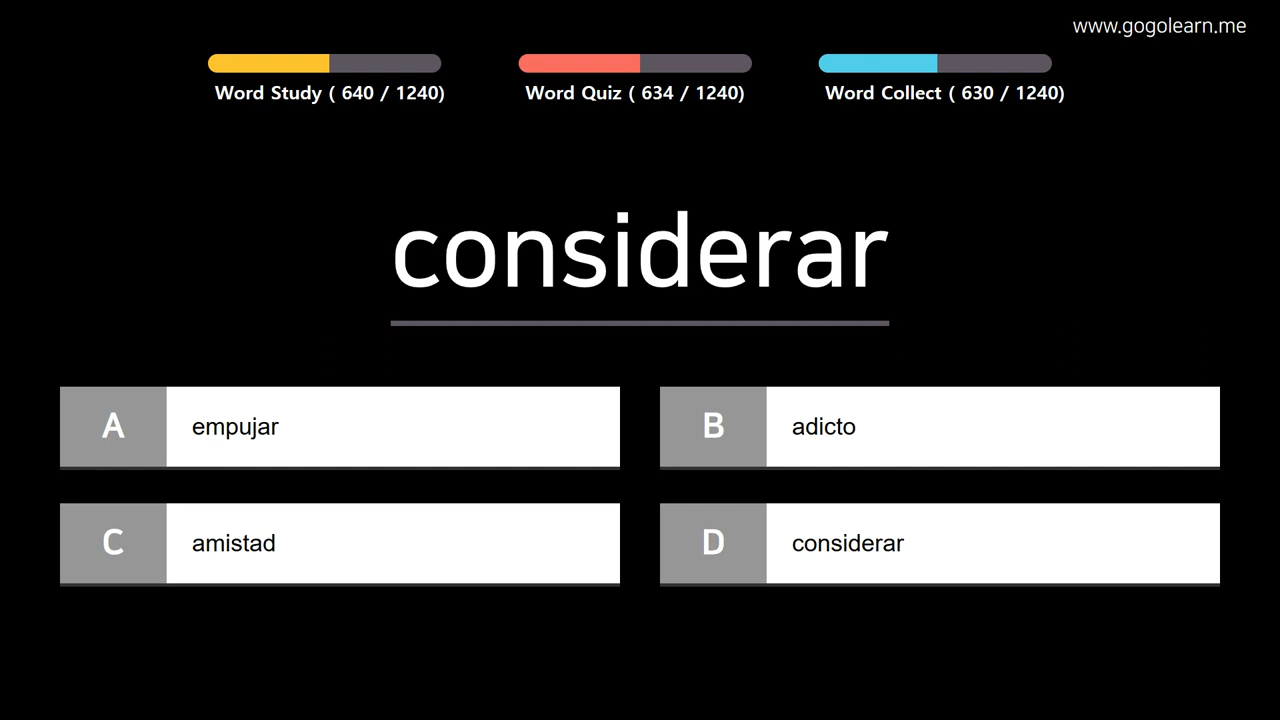 www.gogolearn.me
Word Study ( 640 / 1240)
Word Quiz ( 634 / 1240)
Word Collect ( 630 / 1240)
considerar
A empujar
B adicto
C amistad
D considerar